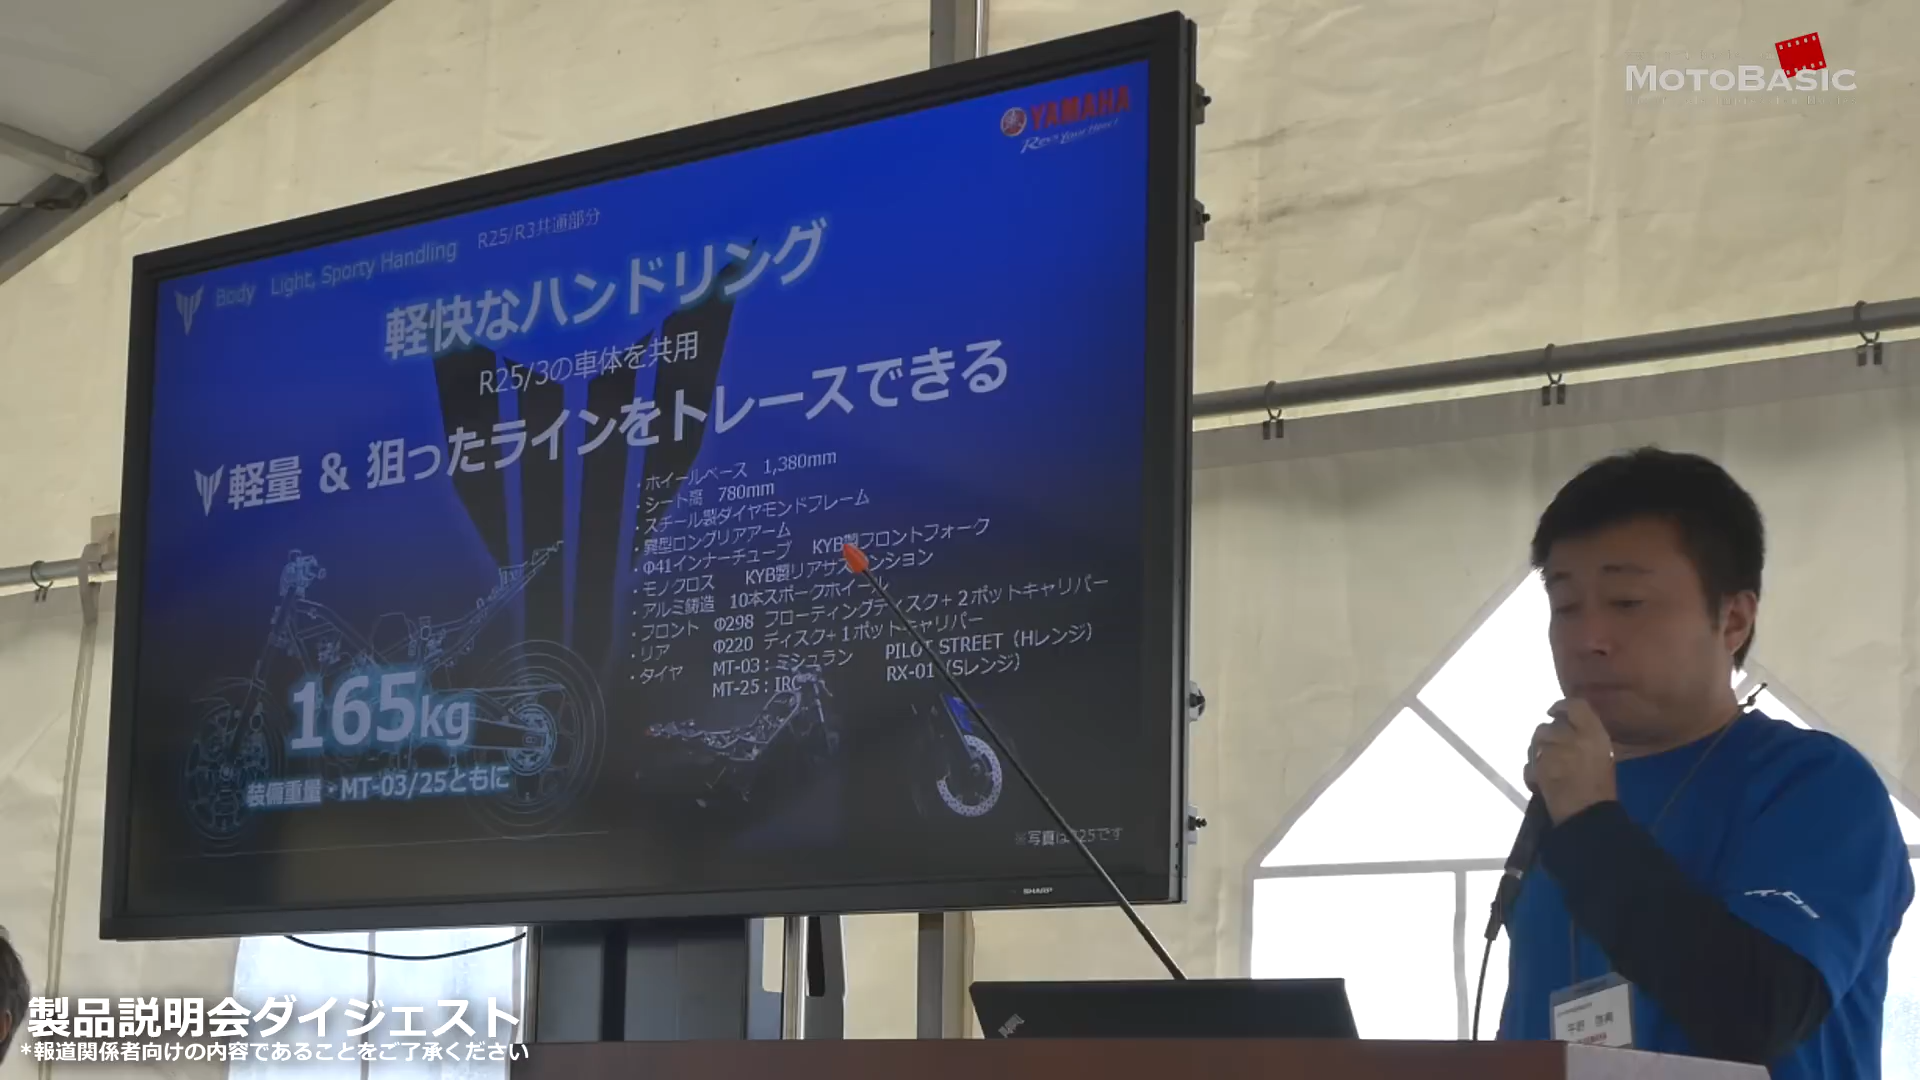 MOTOBASIC
YAMAHA
Revs Your Heart
Body Light, Sporty Handling R25/R3共通部分
軽快なハンドリング
R25/3の車体を共用
軽量 & 狙ったラインをトレースできる
・ホイールベース 1,380mm
・シート高 780mm
・スチール製ダイヤモンドフレーム
・異型ロングリアアーム
・Φ41インナーチューブ KYB製フロントフォーク
・モノクロス KYB製リアサスペンション
・アルミ鋳造 10本スポークホイール
・フロント Φ298 フローティングディスク+2ポットキャリパー
・リア Φ220 ディスク+1ポットキャリパー
・タイヤ MT-03:ミシュラン PILOT STREET(Hレンジ)
MT-25:IRC RX-01(Sレンジ)
165kg
装備重量・MT-03/25ともに
※写真はR25です
SHARP
製品説明会ダイジェスト
*報道関係者向けの内容であることをご了承ください